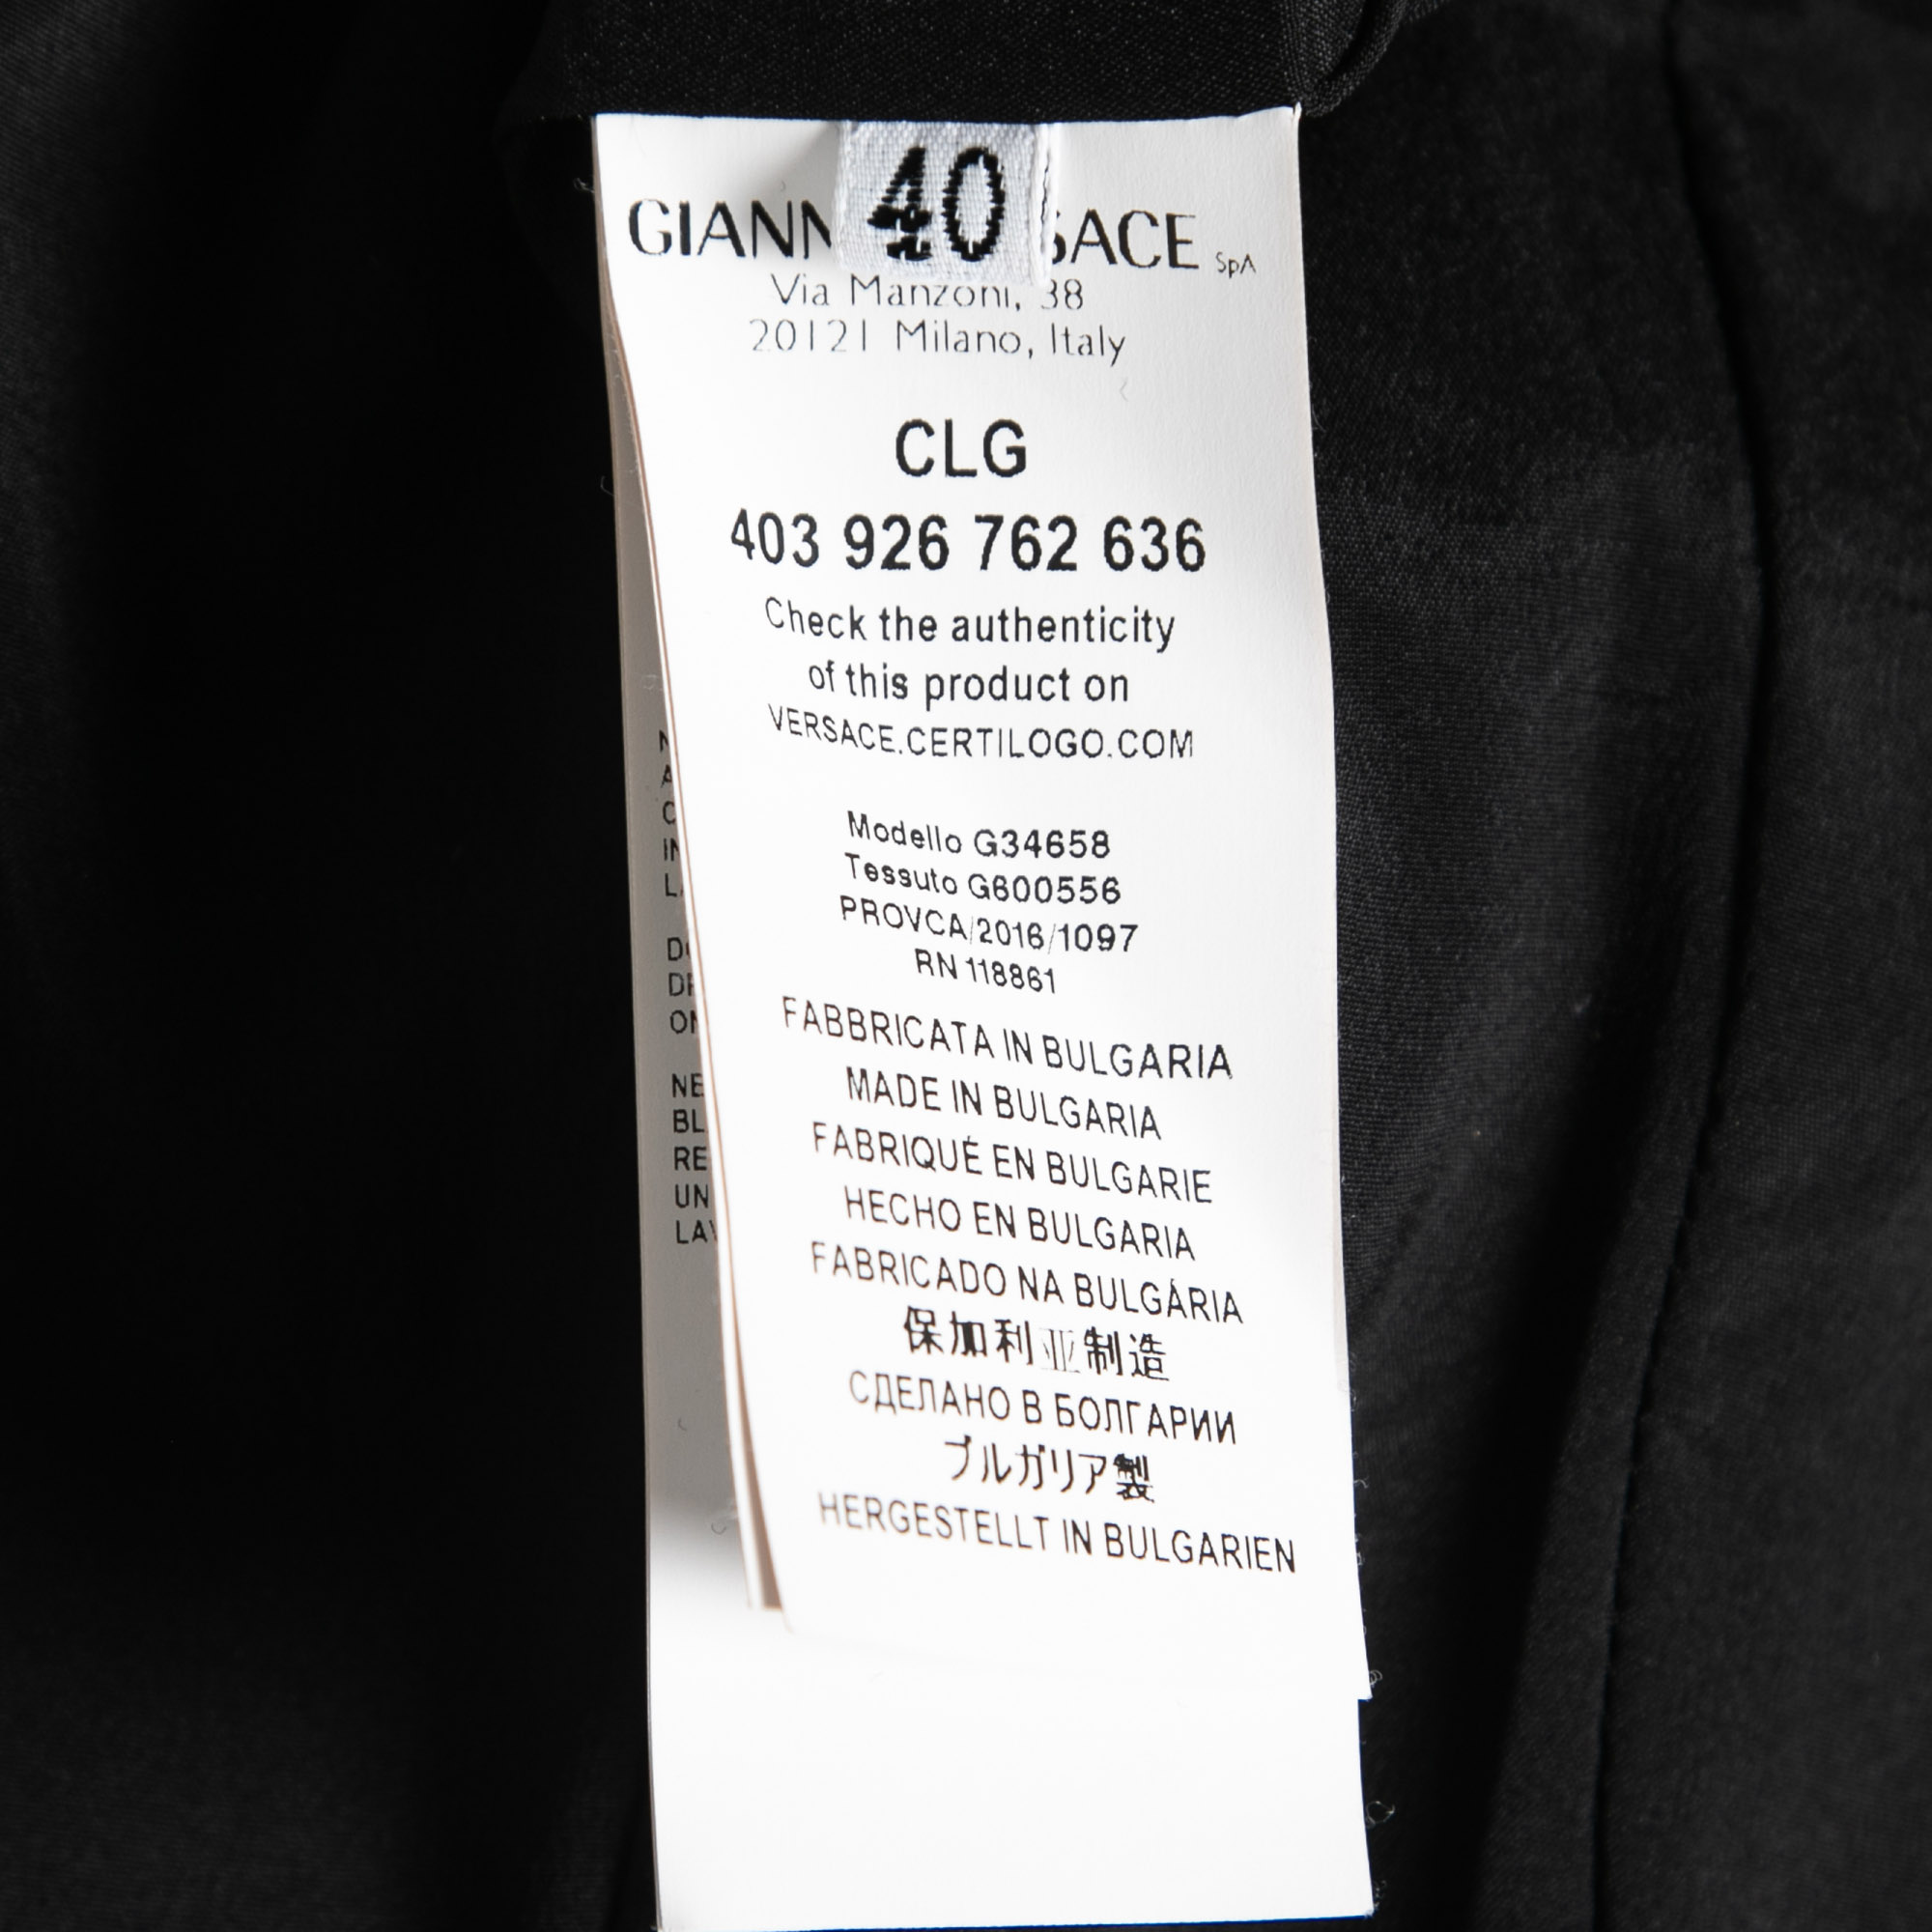 40
GIANN SACE SpA
Via Manzoni, 38
20121 Milano, Italy
CLG
403 926 762 636
Check the authenticity
of this product on
VERSACE.CERTILOGO.COM
Modello G34658
Tessuto G600556
PROVCA/2016/1097
RN 118861
FABBRICATA IN BULGARIA
MADE IN BULGARIA
FABRIQUÉ EN BULGARIE
HECHO EN BULGARIA
FABRICADO NA BULGÁRIA
保加利亚制造
СДЕЛАНО В БОЛГАРИИ
ブルガリア製
HERGESTELLT IN BULGARIEN